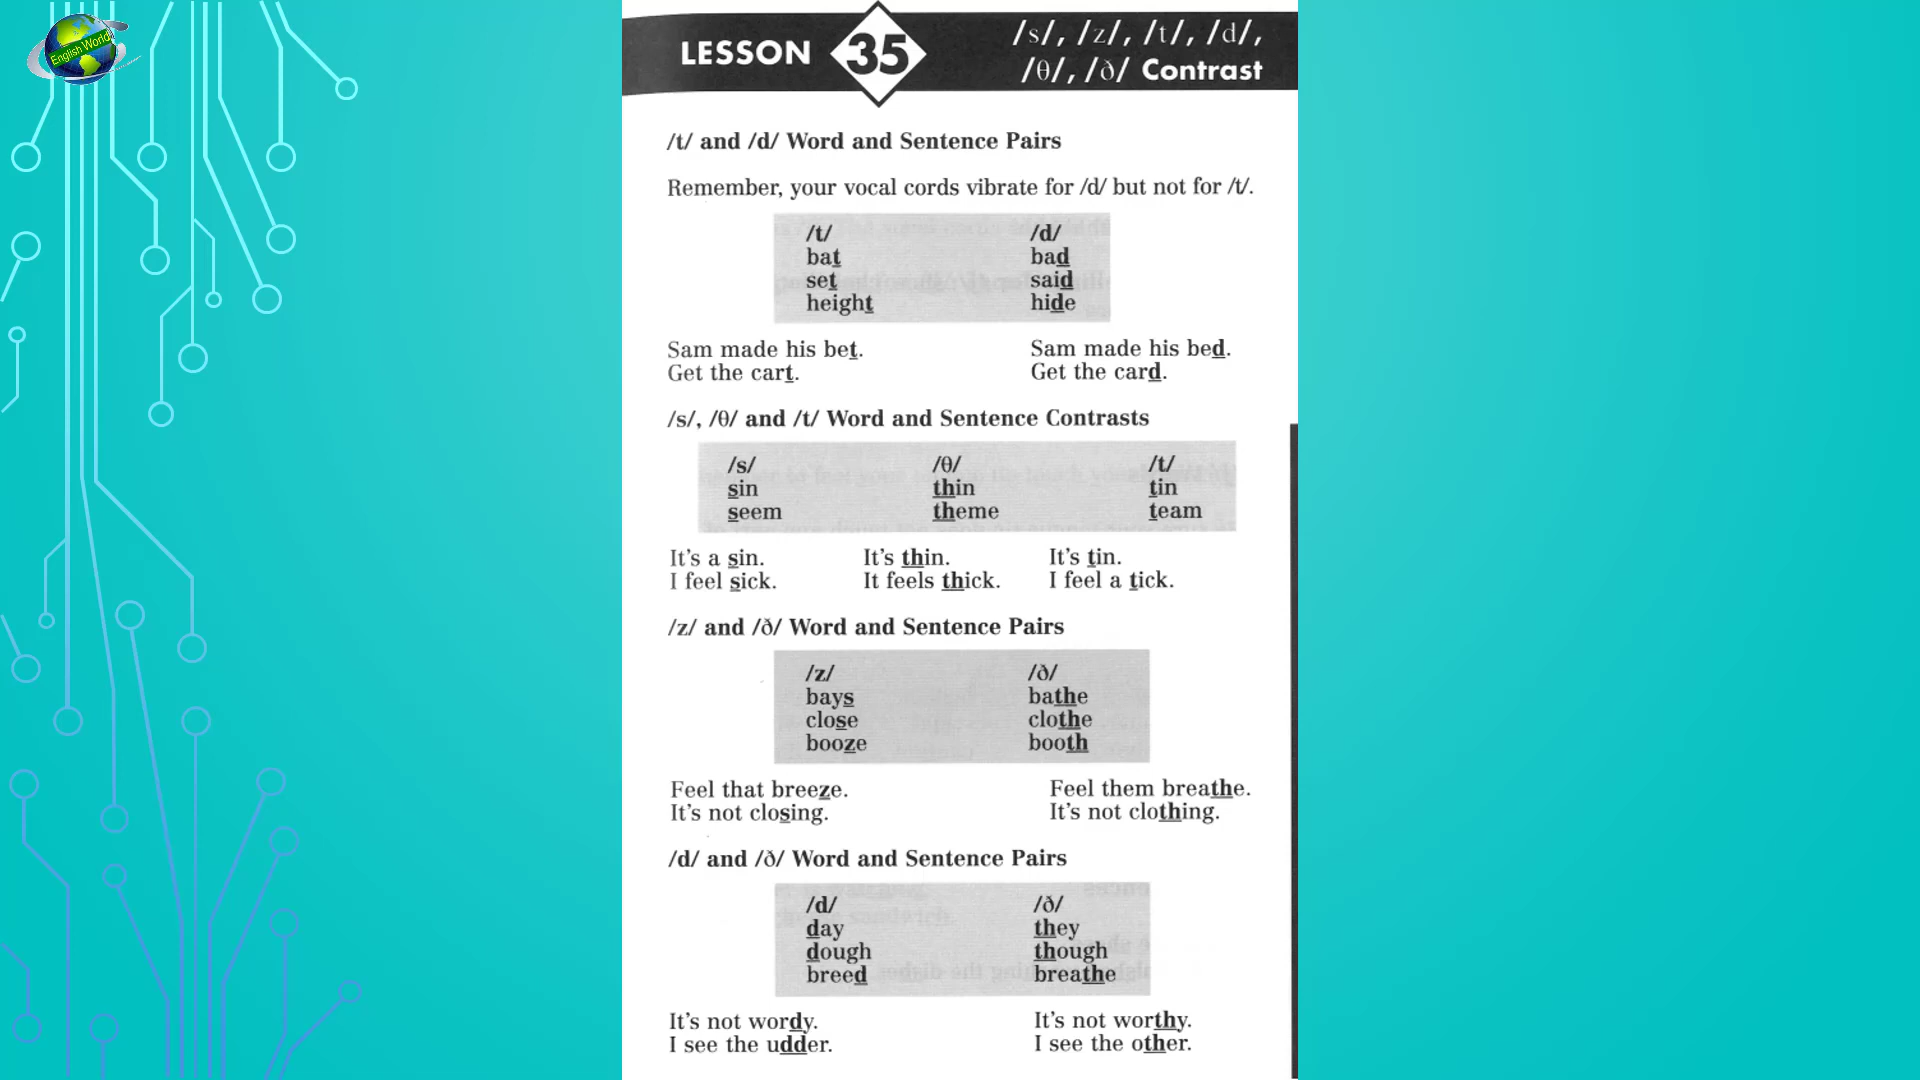 English World
LESSON 35
/s/, /z/, /t/, /d/,
/θ/, /ð/ Contrast
/t/ and /d/ Word and Sentence Pairs
Remember, your vocal cords vibrate for /d/ but not for /t/.
/t/ /d/
bat bad
set said
height hide
Sam made his bet. Sam made his bed.
Get the cart. Get the card.
/s/, /θ/ and /t/ Word and Sentence Contrasts
/s/ /θ/ /t/
sin thin tin
seem theme team
It's a sin. It's thin. It's tin.
I feel sick. It feels thick. I feel a tick.
/z/ and /ð/ Word and Sentence Pairs
/z/ /ð/
bays bathe
close clothe
booze booth
Feel that breeze. Feel them breathe.
It's not closing. It's not clothing.
/d/ and /ð/ Word and Sentence Pairs
/d/ /ð/
day they
dough though
breed breathe
It's not wordy. It's not worthy.
I see the udder. I see the other.